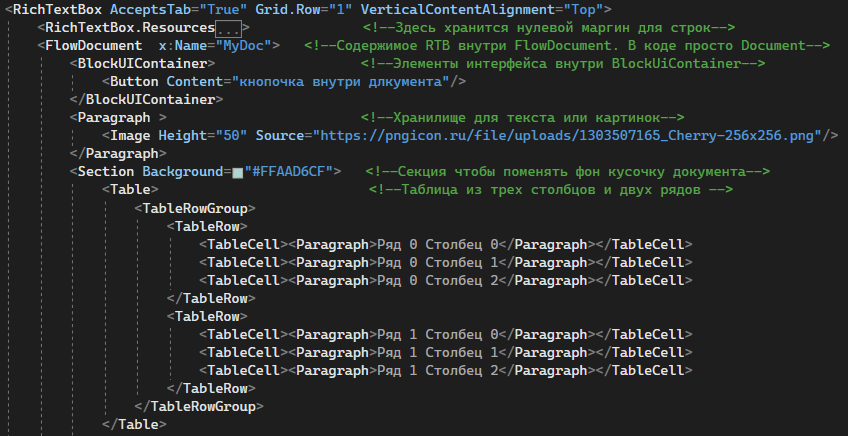 <RichTextBox AcceptsTab="True" Grid.Row="1" VerticalContentAlignment="Top">
<RichTextBox.Resources...> <!--Здесь хранится нулевой маргин для строк-->
<FlowDocument x:Name="MyDoc"> <!--Содержимое RTB внутри FlowDocument. В коде просто Document-->
<BlockUIContainer> <!--Элементы интерфейса внутри BlockUiContainer-->
<Button Content="кнопочка внутри длкумента"/>
</BlockUIContainer>
<Paragraph > <!--Хранилище для текста или картинок-->
<Image Height="50" Source="https://pngicon.ru/file/uploads/1303507165_Cherry-256x256.png"/>
</Paragraph>
<Section Background="#FFAAD6CF"> <!--Секция чтобы поменять фон кусочку документа-->
<Table> <!--Таблица из трех столбцов и двух рядов -->
<TableRowGroup>
<TableRow>
<TableCell><Paragraph>Ряд 0 Столбец 0</Paragraph></TableCell>
<TableCell><Paragraph>Ряд 0 Столбец 1</Paragraph></TableCell>
<TableCell><Paragraph>Ряд 0 Столбец 2</Paragraph></TableCell>
</TableRow>
<TableRow>
<TableCell><Paragraph>Ряд 1 Столбец 0</Paragraph></TableCell>
<TableCell><Paragraph>Ряд 1 Столбец 1</Paragraph></TableCell>
<TableCell><Paragraph>Ряд 1 Столбец 2</Paragraph></TableCell>
</TableRow>
</TableRowGroup>
</Table>